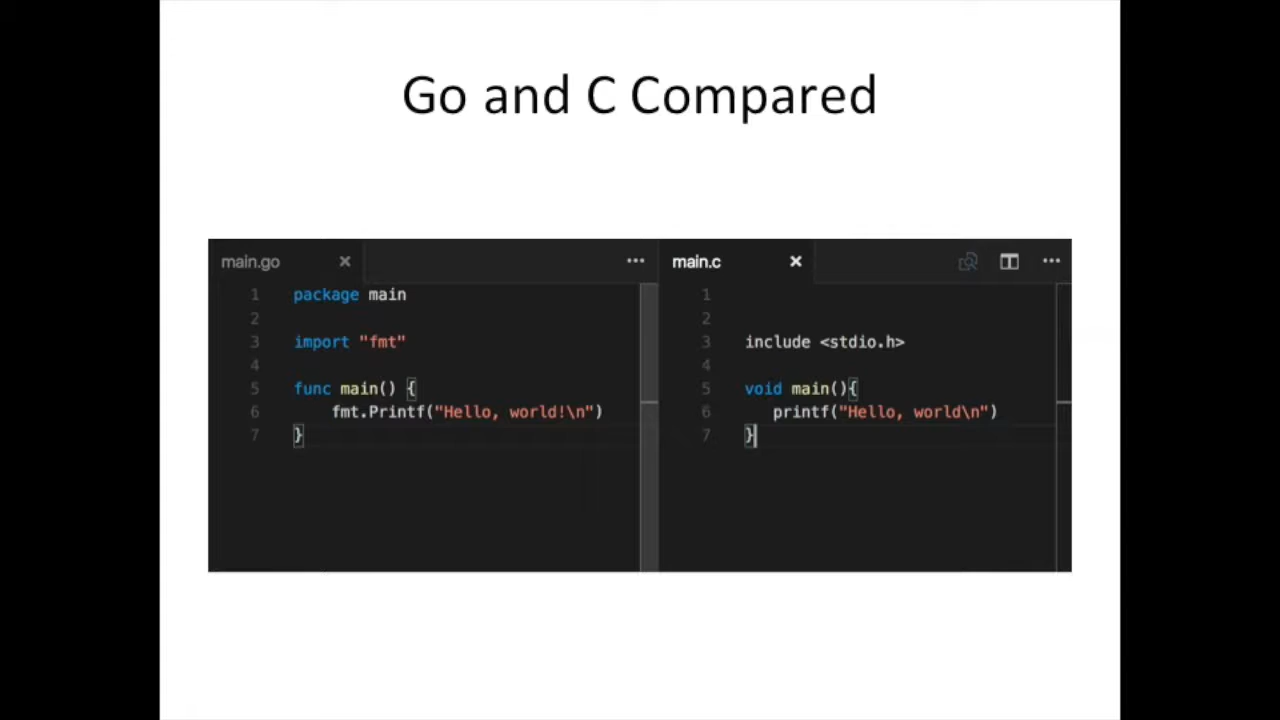 Go and C Compared
main.go
1 package main
2
3 import "fmt"
4
5 func main() {
6 fmt.Printf("Hello, world!\n")
7 }
main.c
1
2
3 include <stdio.h>
4
5 void main(){
6 printf("Hello, world\n")
7 }